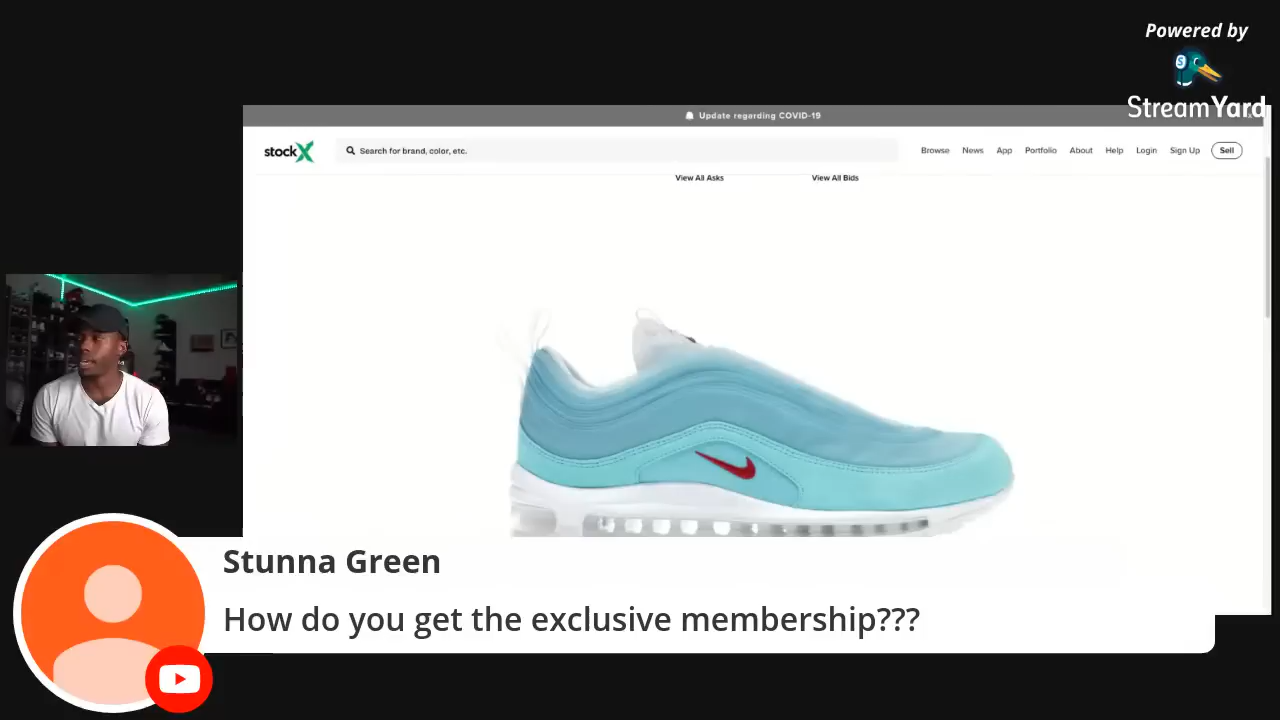 Powered by
StreamYard
Update regarding COVID-19
stockX
Search for brand, color, etc.
Browse
News
App
Portfolio
About
Help
Login
Sign Up
Sell
View All Asks
View All Bids
Stunna Green
How do you get the exclusive membership???